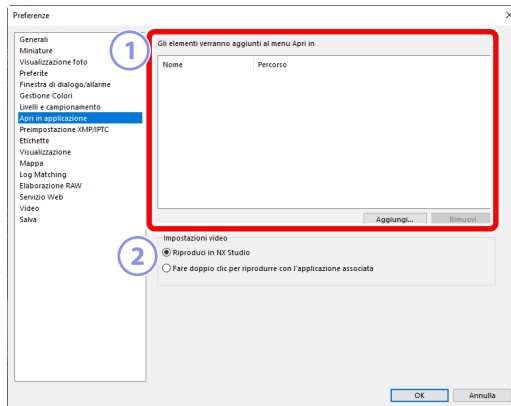 Preferenze
Generali
Miniature
Visualizzazione foto
Preferite
Finestra di dialogo/allarme
Gestione Colori
Livelli e campionamento
Apri in applicazione
Preimpostazione XMP/IPTC
Etichette
Visualizzazione
Mappa
Log Matching
Elaborazione RAW
Servizio Web
Video
Salva
1
Gli elementi verranno aggiunti al menu Apri in
Nome Percorso
Aggiungi... Rimuovi
2
Impostazioni video
Riproduci in NX Studio
Fare doppio clic per riprodurre con l'applicazione associata
OK Annulla